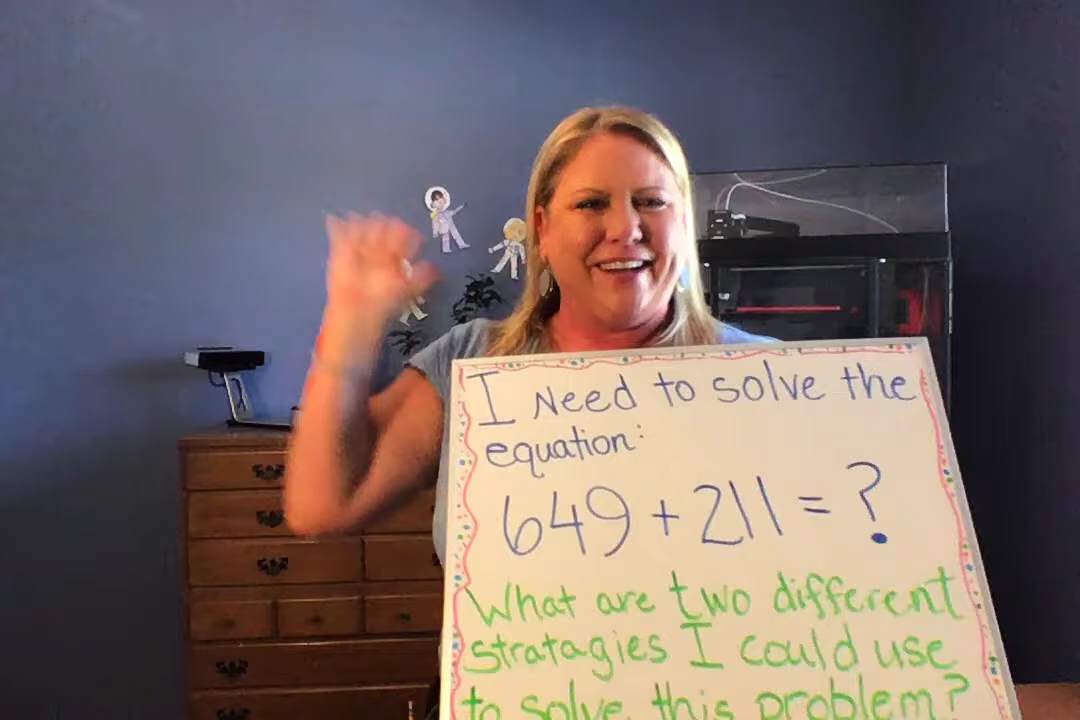 I Need to solve the
equation:
649 + 211 = ?
What are two different
stratagies I could use
to solve this problem?